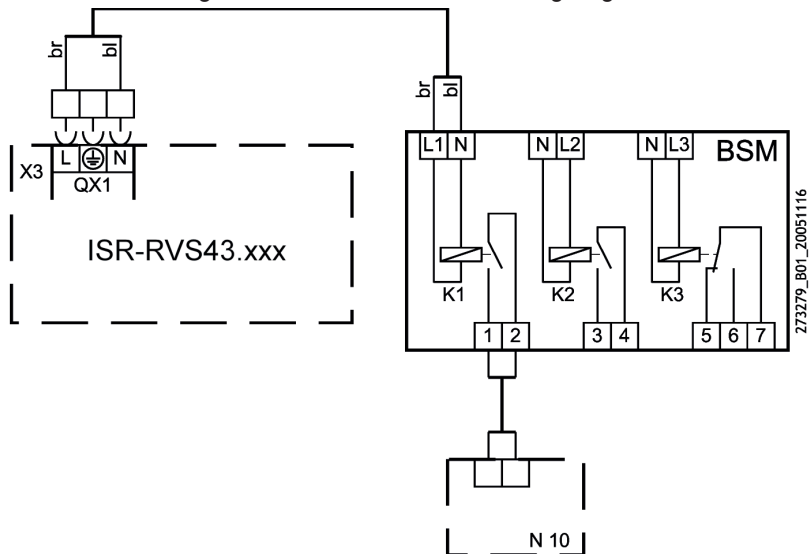 br
bl
br
bl
L1 N
N L2
N L3
BSM
X3
L
N
QX1
ISR-RVS43.xxx
K1
K2
K3
1 2
3 4
5 6 7
N 10
273279_B01_20051116